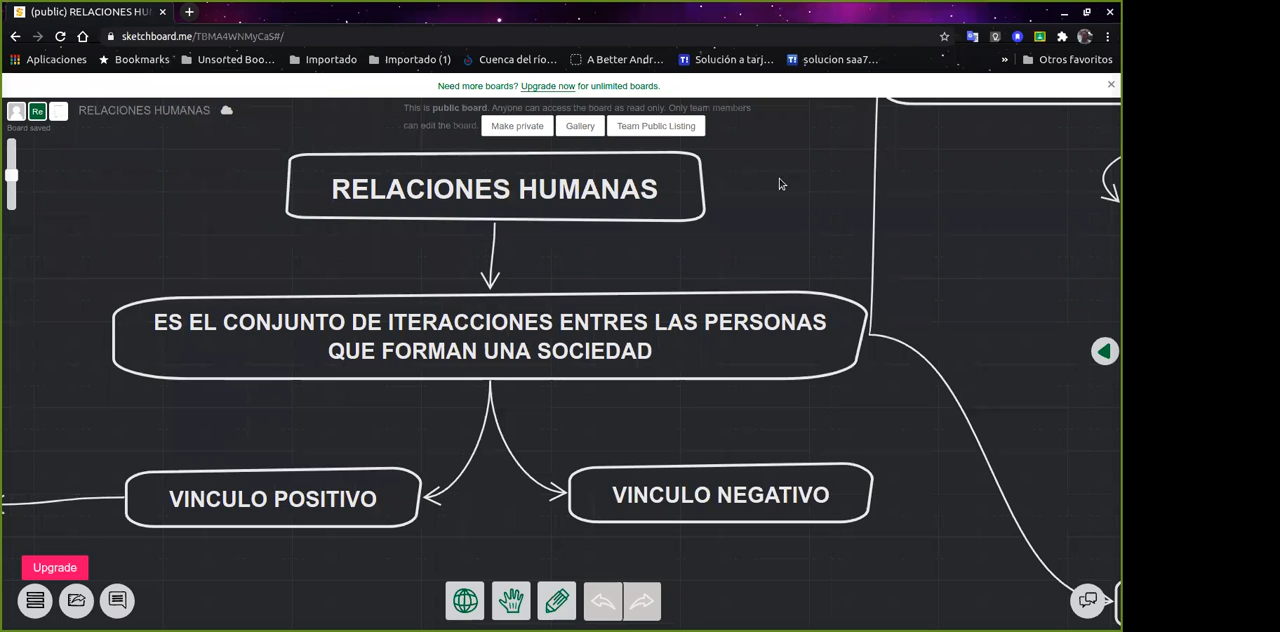 (public) RELACIONES HU
sketchboard.me/TBMA4WNMyCaS#/
Aplicaciones Bookmarks Unsorted Boo... Importado Importado (1) Cuenca del río... A Better Andr... Solución a tarj... solucion saa7... » Otros favoritos
Need more boards? Upgrade now for unlimited boards.
Re RELACIONES HUMANAS
Board saved
This is public board. Anyone can access the board as read only. Only team members
can edit the board. Make private Gallery Team Public Listing
RELACIONES HUMANAS
ES EL CONJUNTO DE ITERACCIONES ENTRES LAS PERSONAS
QUE FORMAN UNA SOCIEDAD
VINCULO POSITIVO
VINCULO NEGATIVO
Upgrade